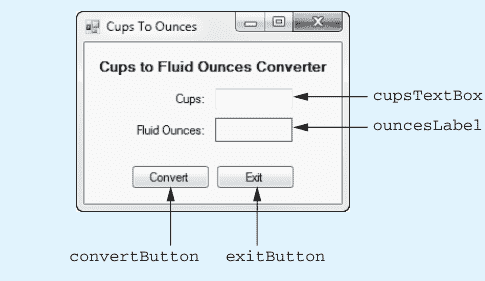 Cups To Ounces
Cups to Fluid Ounces Converter
Cups:
cupsTextBox
Fluid Ounces:
ouncesLabel
Convert
Exit
convertButton
exitButton